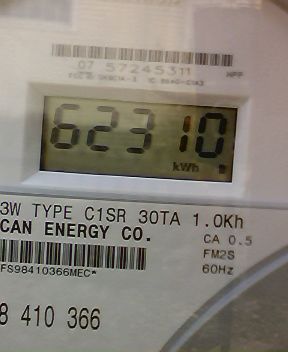 07 57245311
62310
kWh
3W TYPE C1SR 30TA 1.0Kh
CAN ENERGY CO.
CA 0.5
FM2S
FS98410366MEC*
60Hz
8 410 366